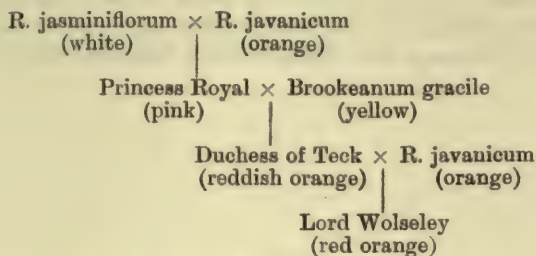 R. jasminiflorum × R. javanicum
(white) (orange)
Princess Royal × Brookeanum gracile
(pink) (yellow)
Duchess of Teck × R. javanicum
(reddish orange) (orange)
Lord Wolseley
(red orange)